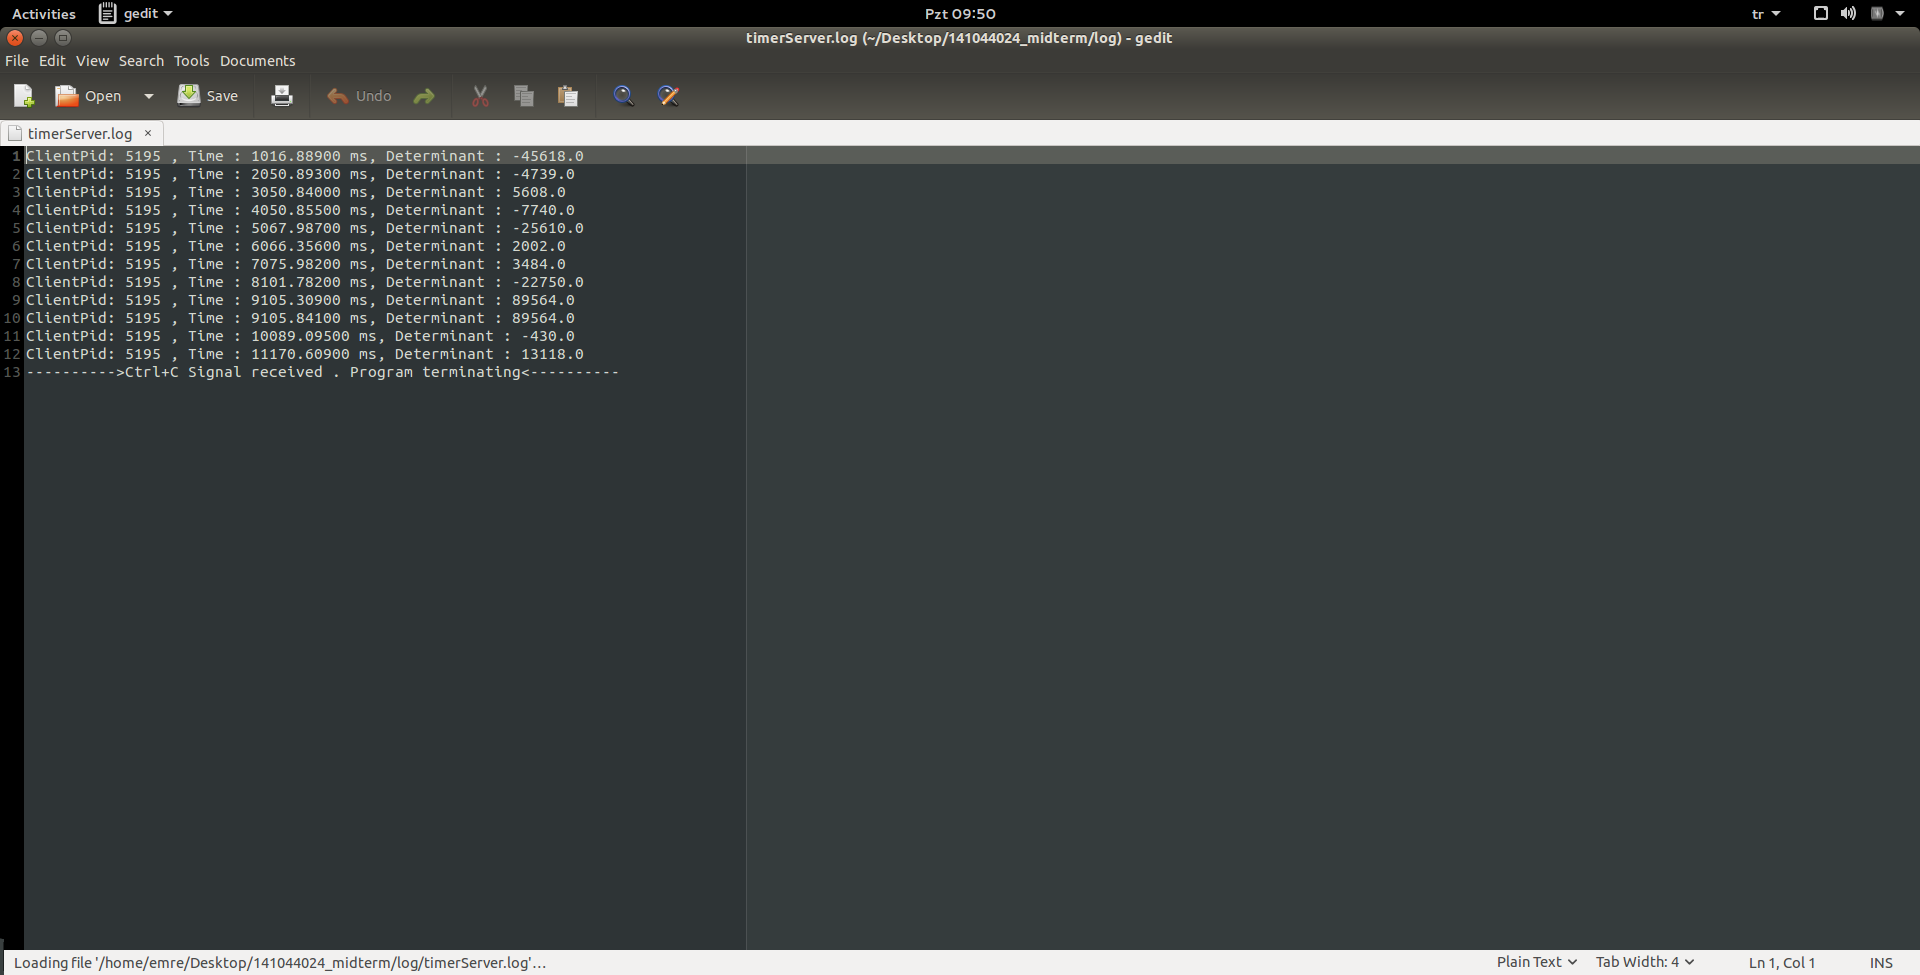 Activities gedit Pzt 09:50 tr
timerServer.log (~/Desktop/141044024_midterm/log) - gedit
File Edit View Search Tools Documents
Open Save Undo
timerServer.log ×
1 ClientPid: 5195 , Time : 1016.88900 ms, Determinant : -45618.0
2 ClientPid: 5195 , Time : 2050.89300 ms, Determinant : -4739.0
3 ClientPid: 5195 , Time : 3050.84000 ms, Determinant : 5608.0
4 ClientPid: 5195 , Time : 4050.85500 ms, Determinant : -7740.0
5 ClientPid: 5195 , Time : 5067.98700 ms, Determinant : -25610.0
6 ClientPid: 5195 , Time : 6066.35600 ms, Determinant : 2002.0
7 ClientPid: 5195 , Time : 7075.98200 ms, Determinant : 3484.0
8 ClientPid: 5195 , Time : 8101.78200 ms, Determinant : -22750.0
9 ClientPid: 5195 , Time : 9105.30900 ms, Determinant : 89564.0
10 ClientPid: 5195 , Time : 9105.84100 ms, Determinant : 89564.0
11 ClientPid: 5195 , Time : 10089.09500 ms, Determinant : -430.0
12 ClientPid: 5195 , Time : 11170.60900 ms, Determinant : 13118.0
13 ---------->Ctrl+C Signal received . Program terminating<----------
Loading file '/home/emre/Desktop/141044024_midterm/log/timerServer.log'... Plain Text Tab Width: 4 Ln 1, Col 1 INS